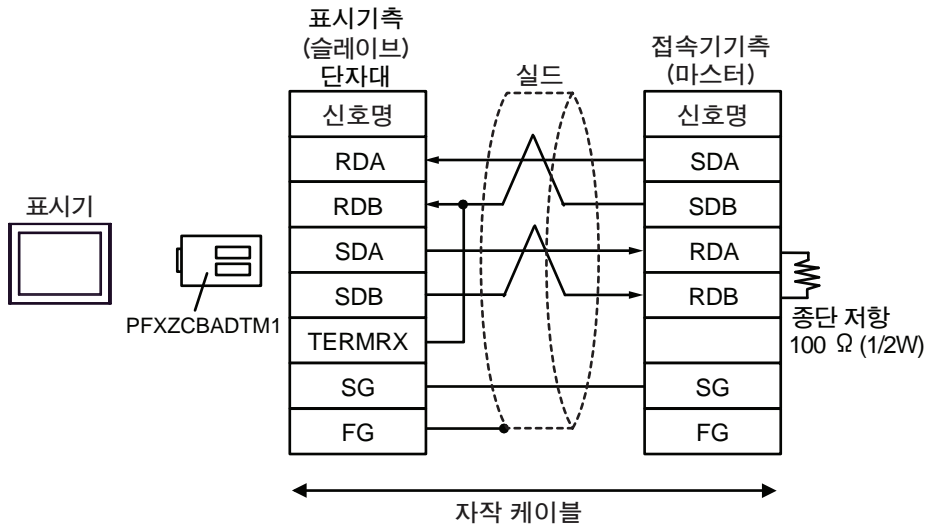 표시기측
(슬레이브)
단자대
신호명
RDA
RDB
SDA
SDB
TERMRX
SG
FG
실드
접속기기측
(마스터)
신호명
SDA
SDB
RDA
RDB
SG
FG
표시기
PFXZCBADTM1
종단 저항
100 Ω (1/2W)
자작 케이블